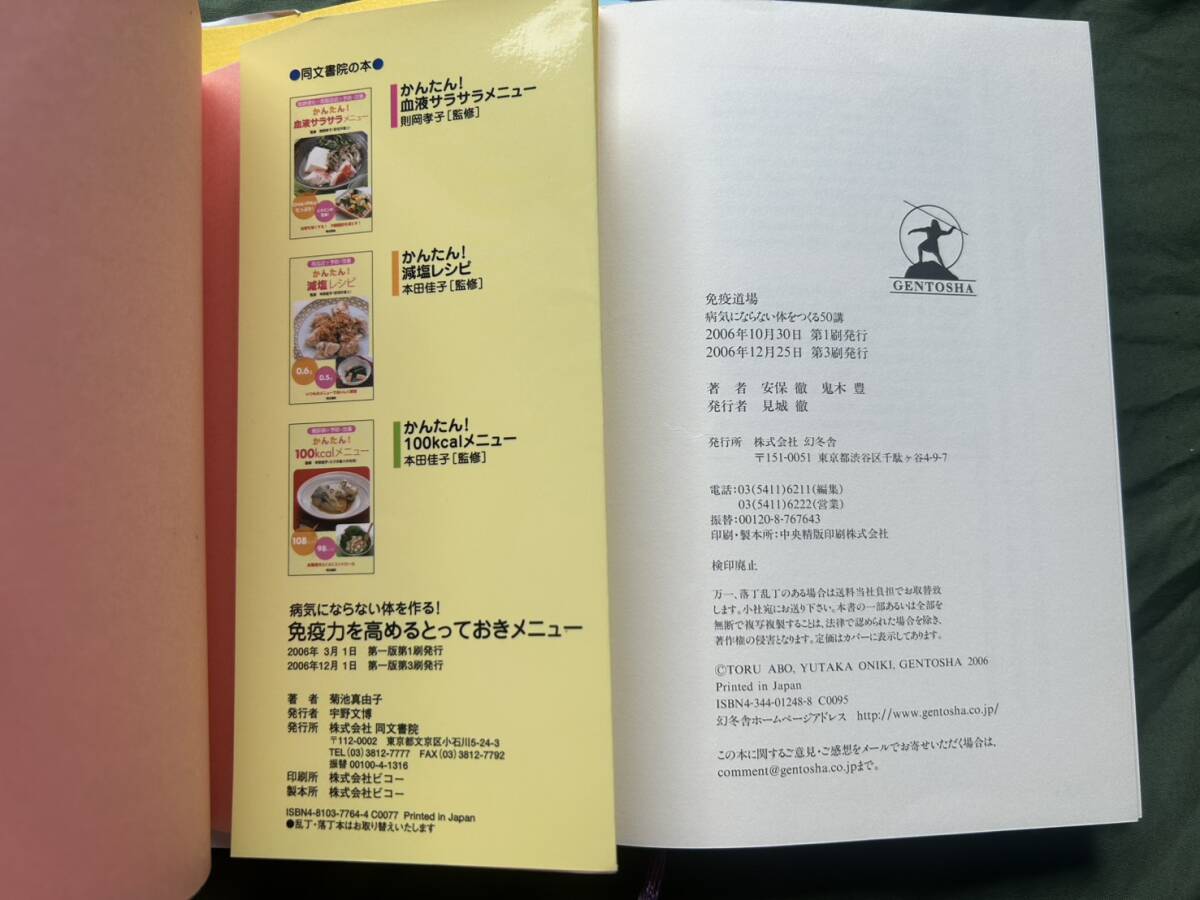 ●同文書院の本●
かんたん!
血液サラサラメニュー
かんたん!
血液サラサラメニュー
則岡孝子[監修]
かんたん!
減塩レシピ
0.6
0.5
かんたん!
減塩レシピ
本田佳子[監修]
かんたん!
100kcalメニュー
108
98
かんたん!
100kcalメニュー
本田佳子[監修]
病気にならない体を作る!
免疫力を高めるとっておきメニュー
2006年 3月 1日 第一版第1刷発行
2006年12月 1日 第一版第3刷発行
著 者 菊池真由子
発行者 宇野文博
発行所 株式会社 同文書院
〒112-0002 東京都文京区小石川5-24-3
TEL(03)3812-7777 FAX(03)3812-7792
振替 00100-4-1316
印刷所 株式会社ビコー
製本所 株式会社ビコー
ISBN4-8103-7764-4 C0077 Printed in Japan
●乱丁・落丁本はお取り替えいたします
GENTOSHA
免疫道場
病気にならない体をつくる50講
2006年10月30日 第1刷発行
2006年12月25日 第3刷発行
著 者 安保 徹 鬼木 豊
発行者 見城 徹
発行所 株式会社 幻冬舎
〒151-0051 東京都渋谷区千駄ヶ谷4-9-7
電話:03(5411)6211(編集)
03(5411)6222(営業)
振替:00120-8-767643
印刷・製本所:中央精版印刷株式会社
検印廃止
万一、落丁乱丁のある場合は送料当社負担でお取替致
します。小社宛にお送り下さい。本書の一部あるいは全部を
無断で複写複製することは、法律で認められた場合を除き、
著作権の侵害となります。定価はカバーに表示してあります。
©TORU ABO, YUTAKA ONIKI, GENTOSHA 2006
Printed in Japan
ISBN4-344-01248-8 C0095
幻冬舎ホームページアドレス http://www.gentosha.co.jp/
この本に関するご意見・ご感想をメールでお寄せいただく場合は、
comment@gentosha.co.jpまで。